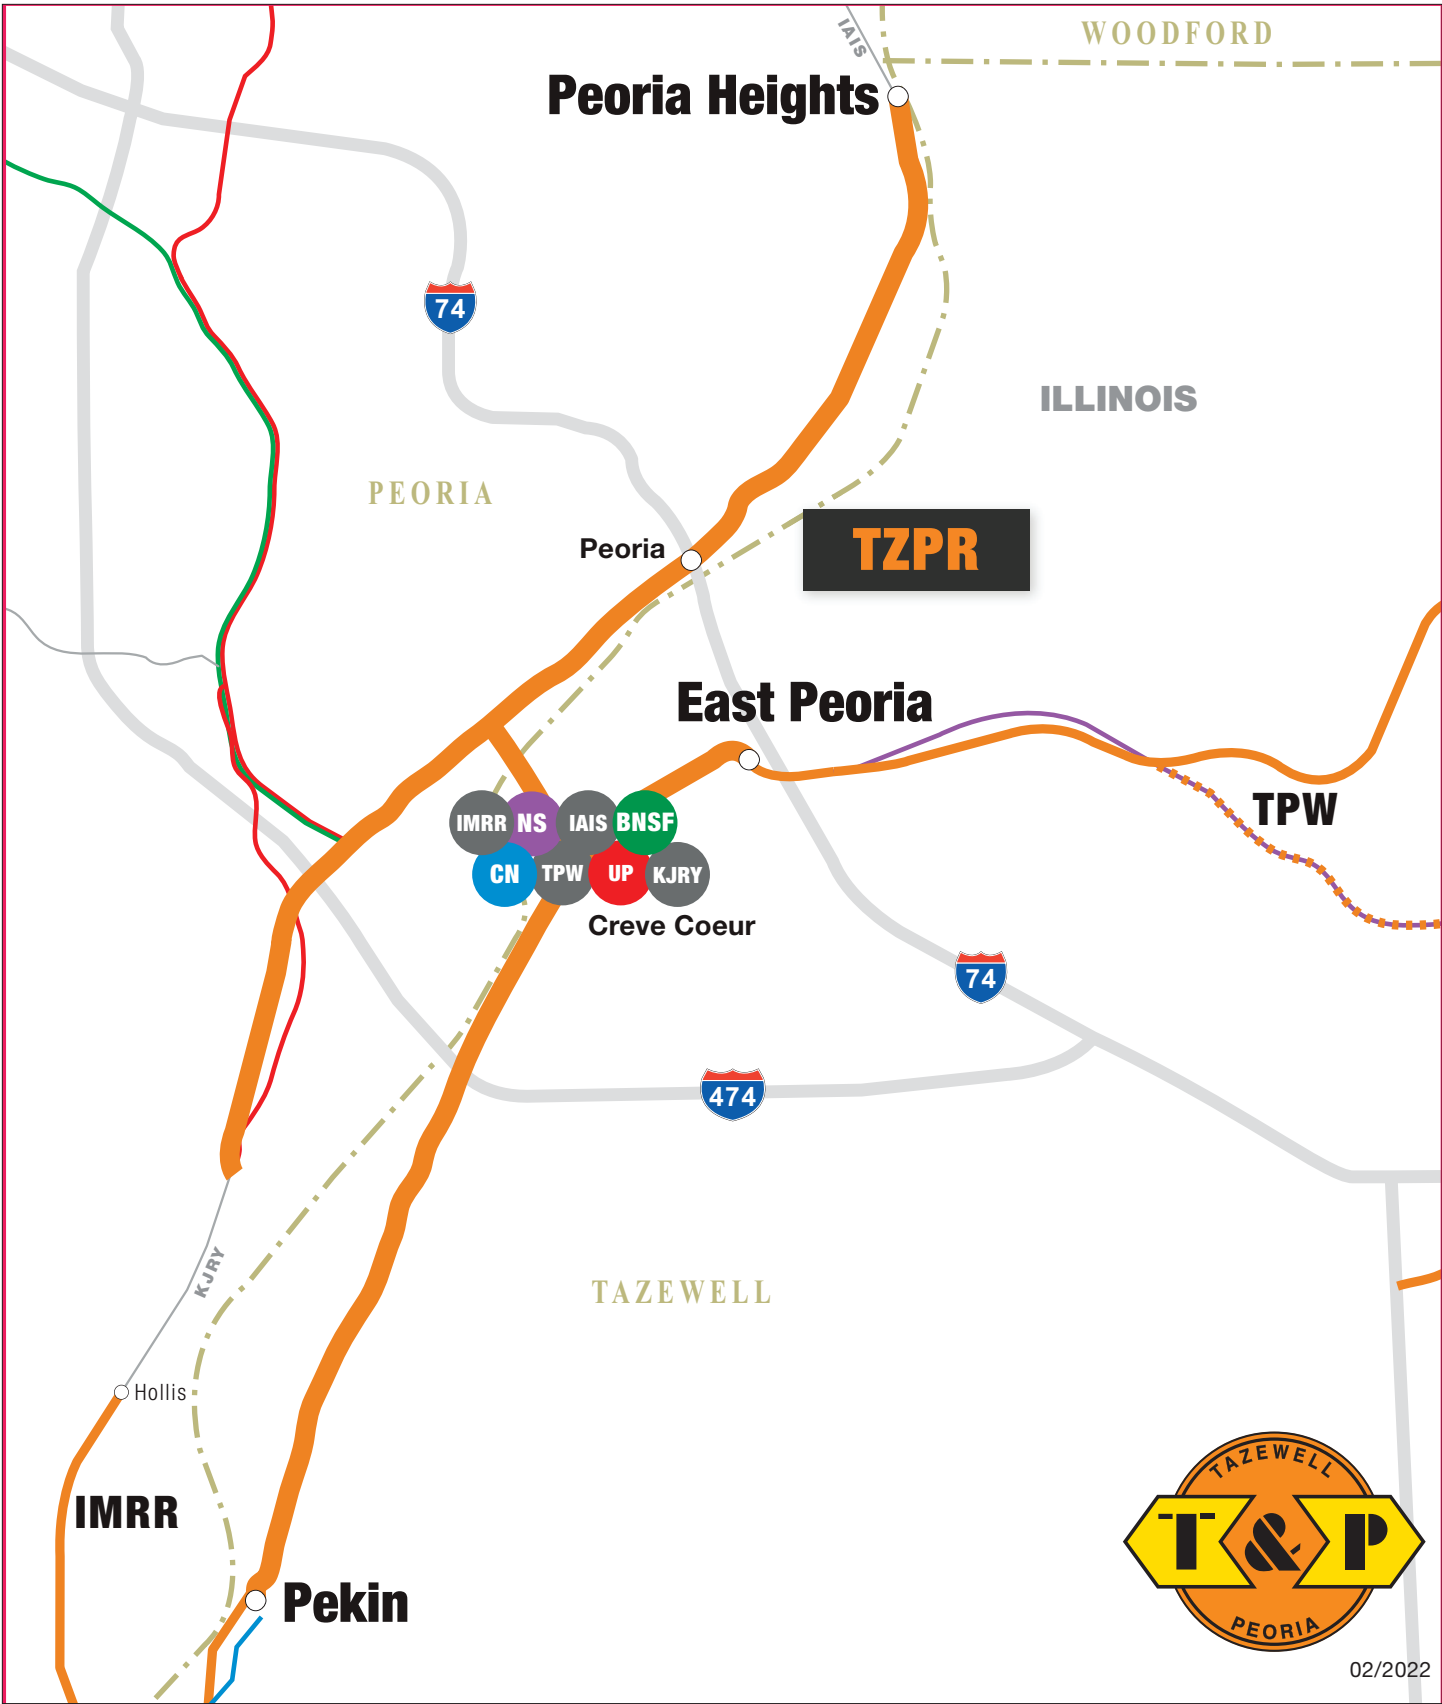 IAIS
WOODFORD
Peoria Heights
74
ILLINOIS
PEORIA
Peoria
TZPR
East Peoria
TPW
IMRR NS IAIS BNSF
CN TPW UP KJRY
Creve Coeur
74
474
KJRY
TAZEWELL
Hollis
IMRR
Pekin
TAZEWELL
T & P
PEORIA
02/2022